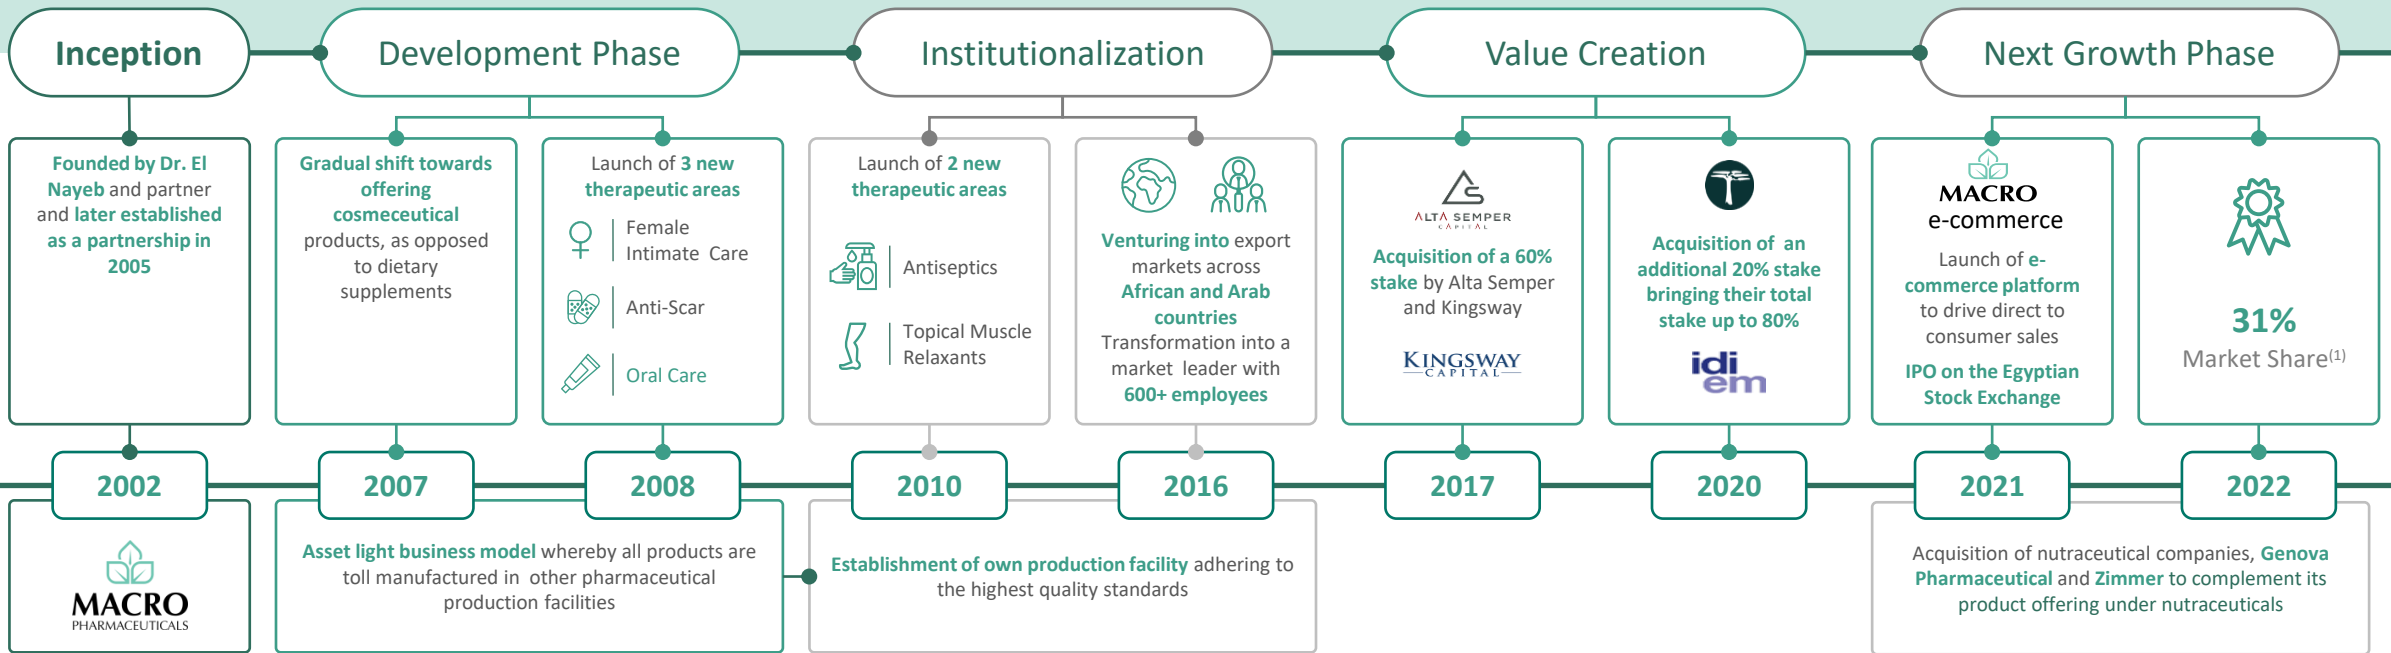 Inception
Development Phase
Institutionalization
Value Creation
Next Growth Phase
Founded by Dr. El
Nayeb and partner
and later established
as a partnership in
2005
Gradual shift towards
offering
cosmeceutical
products, as opposed
to dietary
supplements
Launch of 3 new
therapeutic areas
Female
Intimate Care
Anti-Scar
Oral Care
Launch of 2 new
therapeutic areas
Antiseptics
Topical Muscle
Relaxants
Venturing into export
markets across
African and Arab
countries
Transformation into a
market leader with
600+ employees
ALTA SEMPER
CAPITAL
Acquisition of a 60%
stake by Alta Semper
and Kingsway
KINGSWAY
CAPITAL
Acquisition of an
additional 20% stake
bringing their total
stake up to 80%
idi
em
MACRO
e-commerce
Launch of e-
commerce platform
to drive direct to
consumer sales
IPO on the Egyptian
Stock Exchange
31%
Market Share(1)
2002
2007
2008
2010
2016
2017
2020
2021
2022
MACRO
PHARMACEUTICALS
Asset light business model whereby all products are
toll manufactured in other pharmaceutical
production facilities
Establishment of own production facility adhering to
the highest quality standards
Acquisition of nutraceutical companies, Genova
Pharmaceutical and Zimmer to complement its
product offering under nutraceuticals